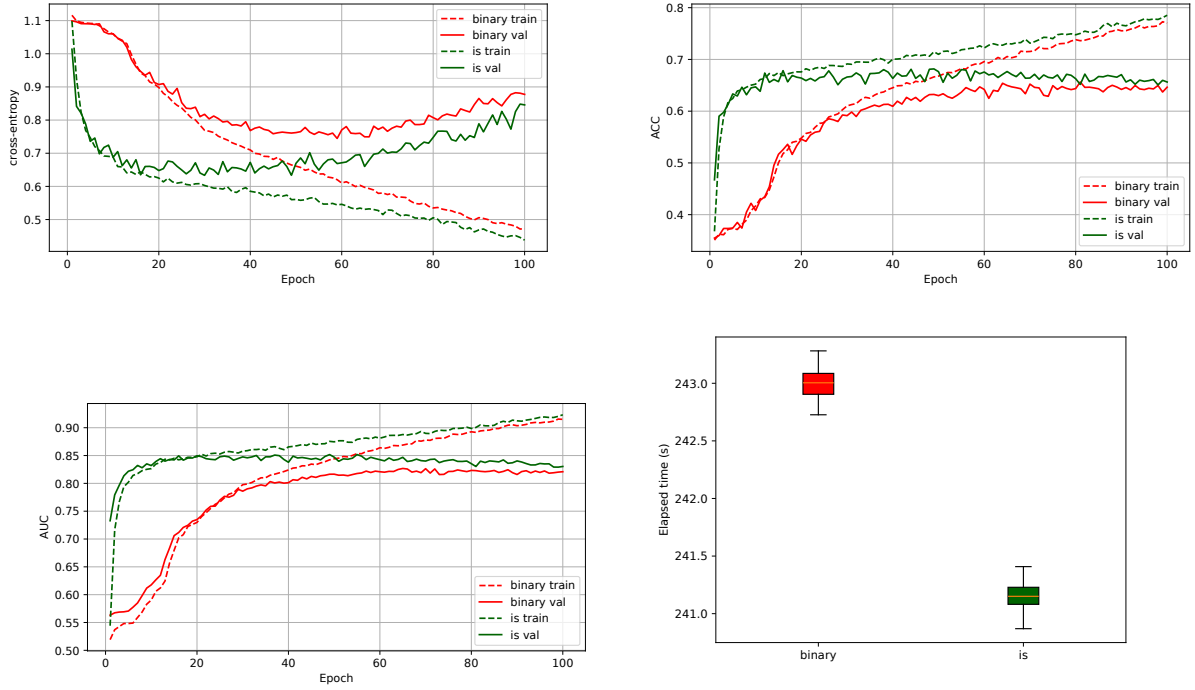 1.1
1.0
0.9
0.8
0.7
0.6
0.5
cross-entropy
0 20 40 60 80 100
Epoch
binary train
binary val
is train
is val
0.8
0.7
0.6
0.5
0.4
ACC
0 20 40 60 80 100
Epoch
binary train
binary val
is train
is val
0.90
0.85
0.80
0.75
0.70
0.65
0.60
0.55
0.50
AUC
0 20 40 60 80 100
Epoch
binary train
binary val
is train
is val
243.0
242.5
242.0
241.5
241.0
Elapsed time (s)
binary is